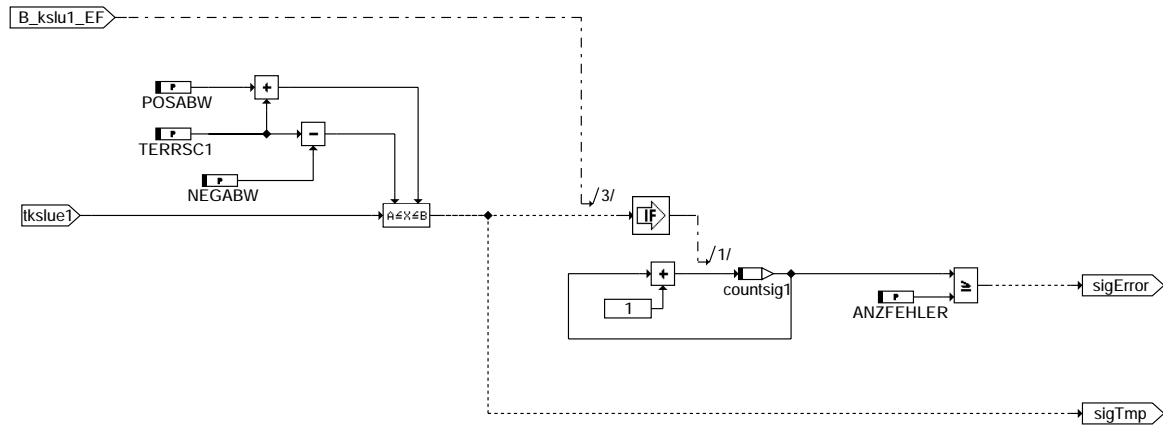 B_kslu1_EF
P
POSABW
+
P
TERRSC1
-
P
NEGABW
tkslue1
A≤X≤B
/3/
IF
/1/
+
1
countsig1
P
ANZFEHLER
≥
sigError
sigTmp